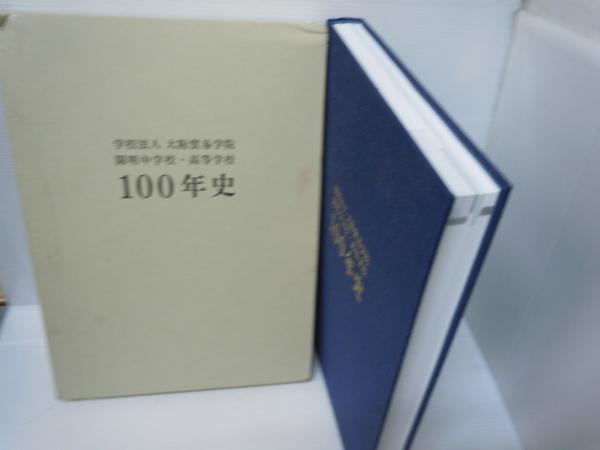 学校法人 大阪貿易学院
開明中学校・高等学校
100年史